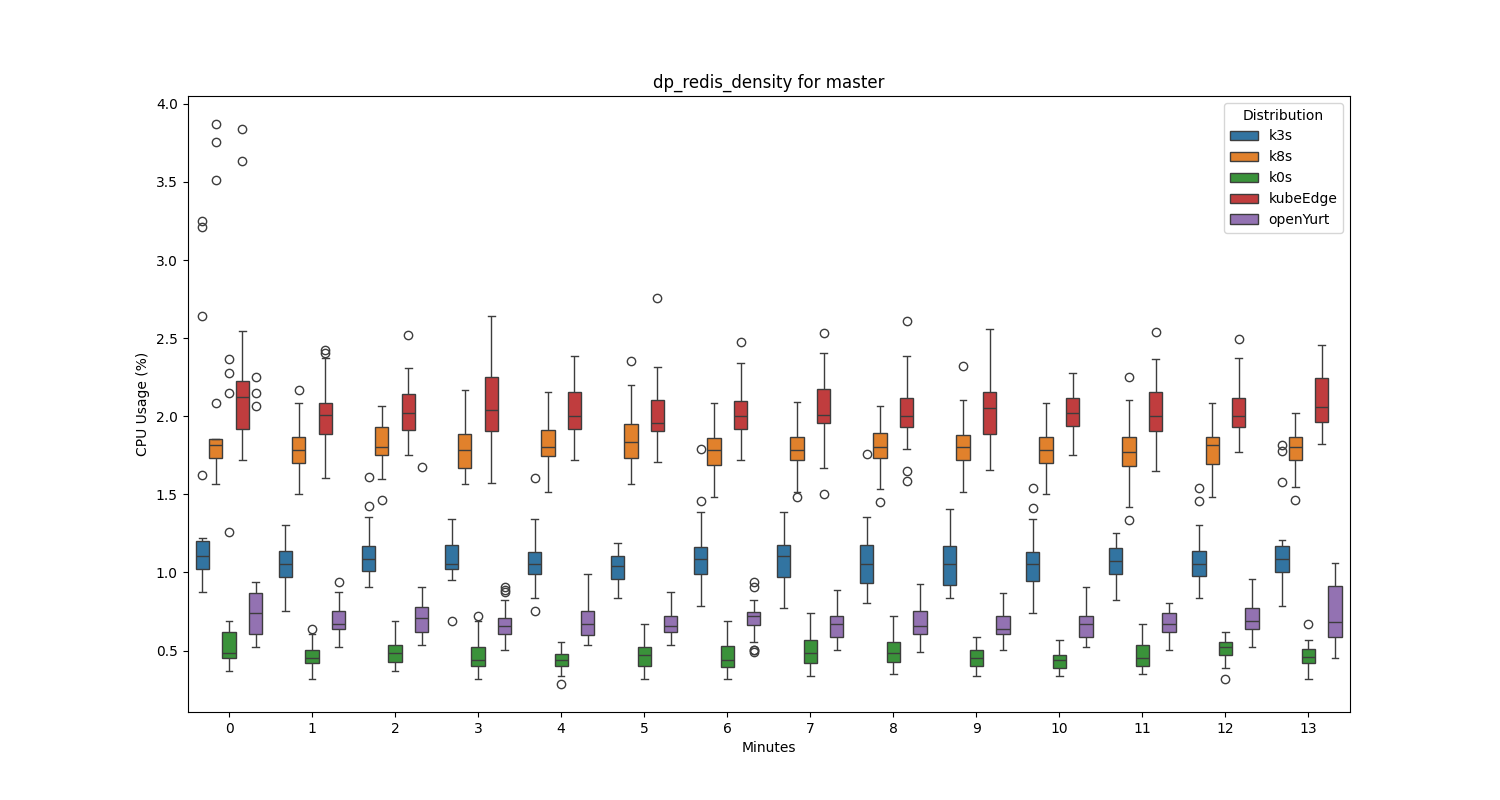 dp_redis_density for master
Distribution
k3s
k8s
k0s
kubeEdge
openYurt
CPU Usage (%)
4.0
3.5
3.0
2.5
2.0
1.5
1.0
0.5
0 1 2 3 4 5 6 7 8 9 10 11 12 13
Minutes